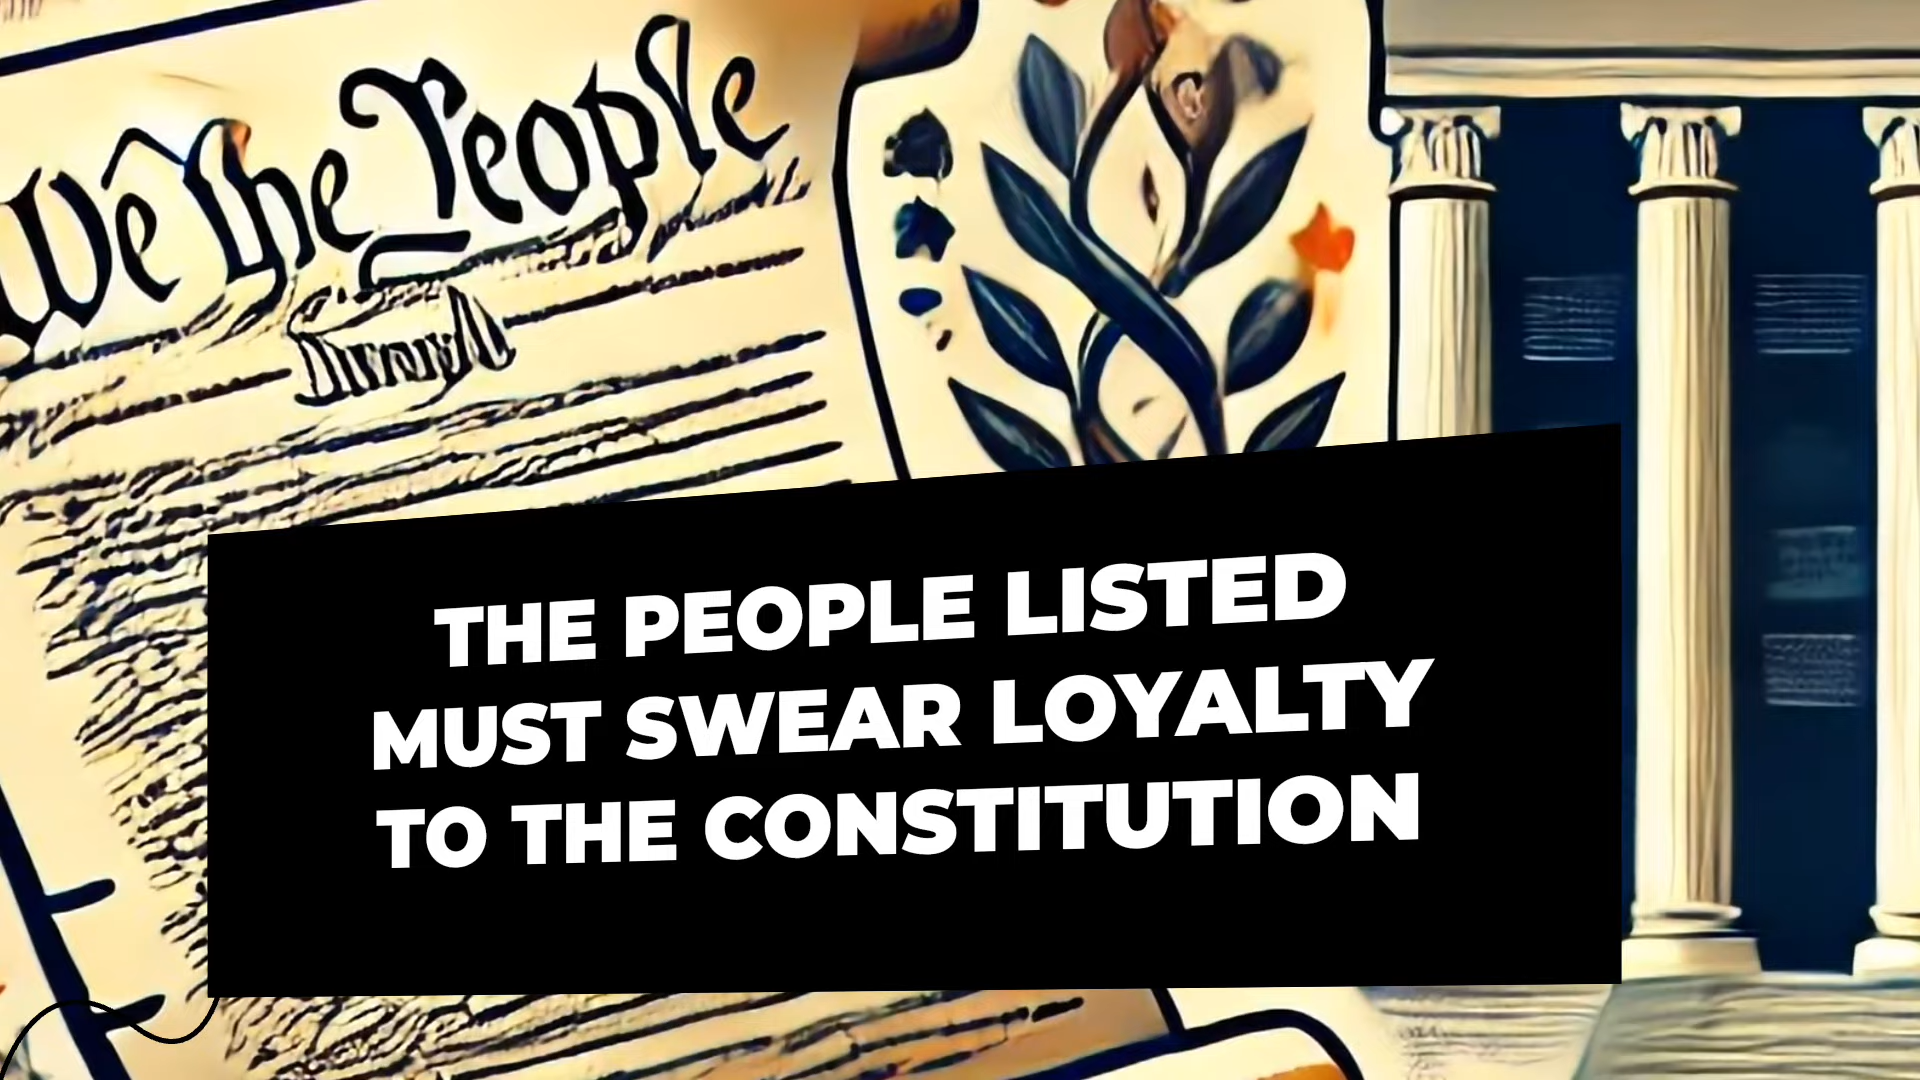 We the People
THE PEOPLE LISTED
MUST SWEAR LOYALTY
TO THE CONSTITUTION